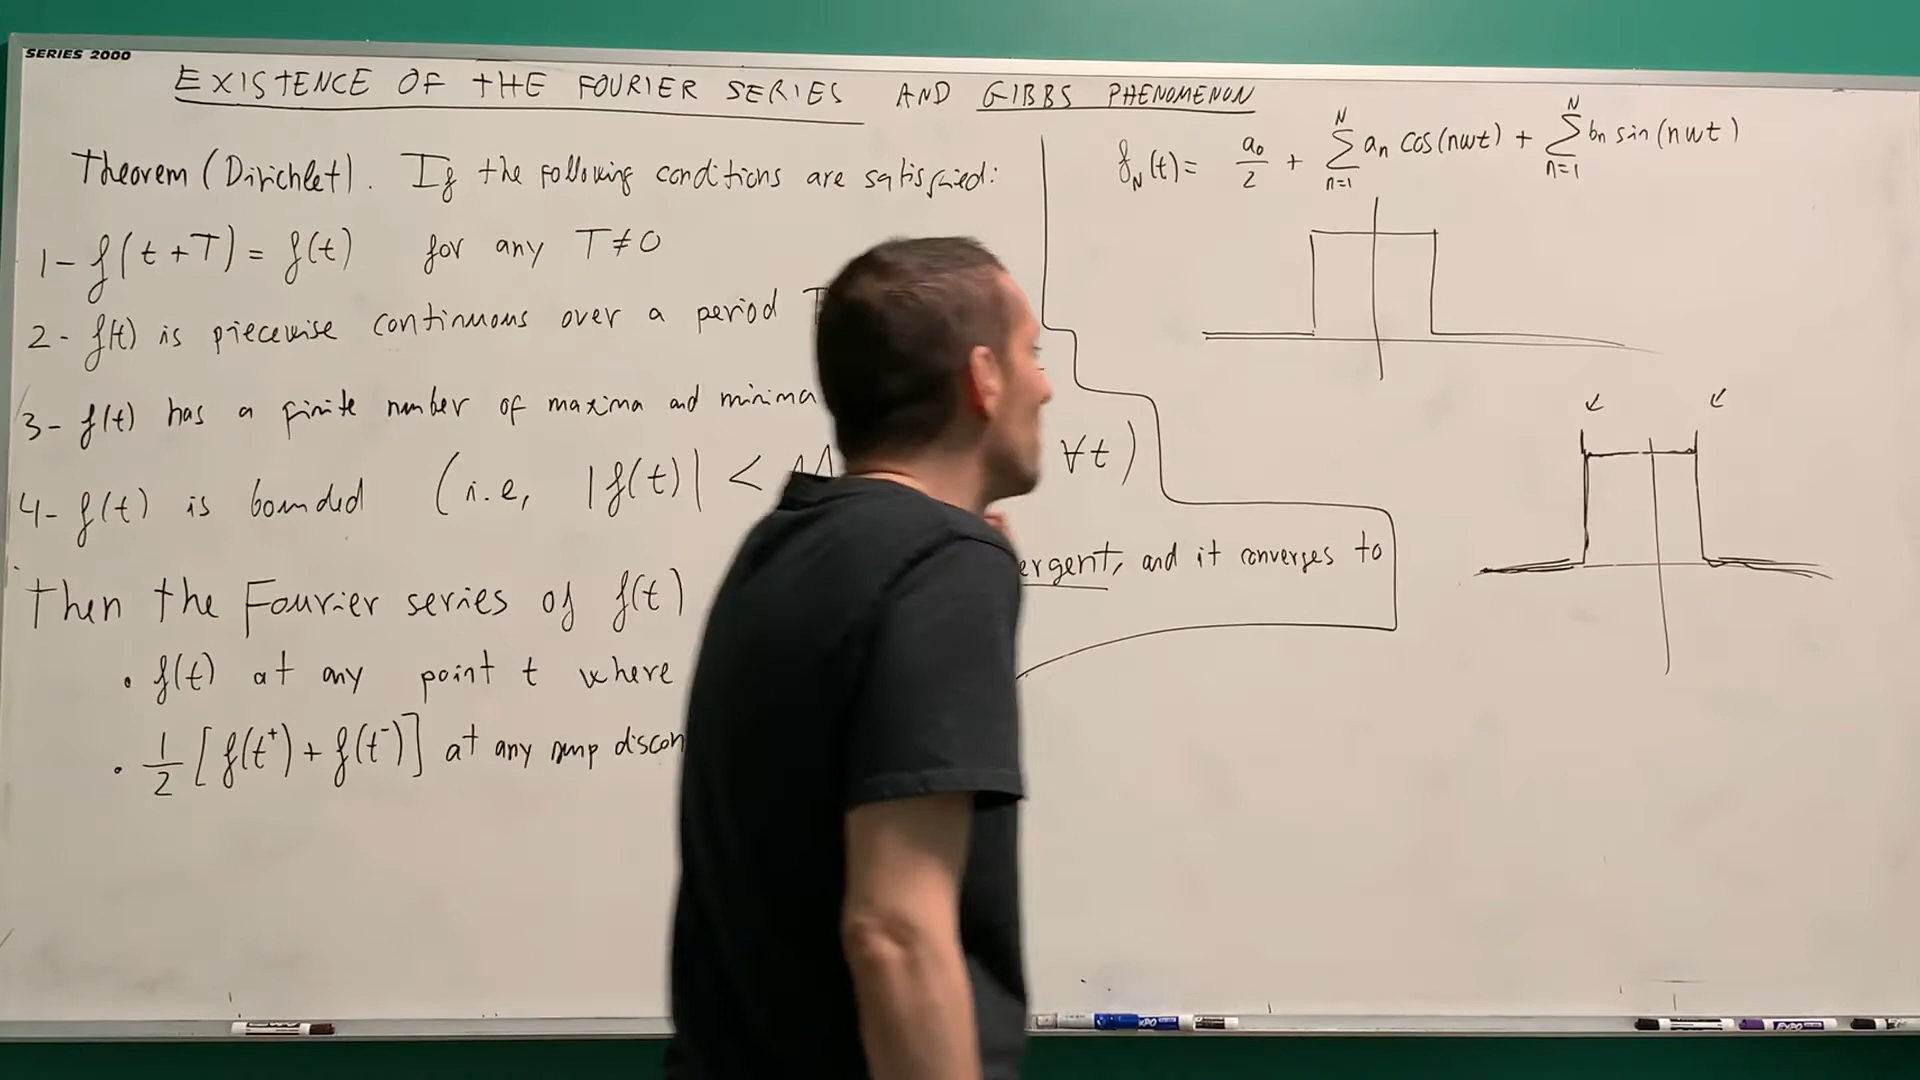 SERIES 2000
EXISTENCE OF THE FOURIER SERIES AND GIBBS PHENOMENON
Theorem (Dirichlet). If the following conditions are satisfied:
1- f(t+T) = f(t) for any T≠0
2- f(t) is piecewise continuous over a period
3- f(t) has a finite number of maxima and minima
4- f(t) is bounded (i.e, |f(t)| < M ∀t)
Then the Fourier series of f(t) ergent, and it converges to
• f(t) at any point t where
• 1/2 [f(t⁺) + f(t⁻)] at any jump discon
f_N(t) = a₀/2 + Σ_{n=1}^{N} aₙ cos(nωt) + Σ_{n=1}^{N} bₙ sin(nωt)
EXPO
EXPO